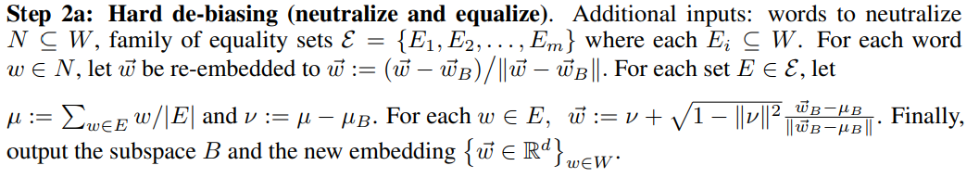 Step 2a: Hard de-biasing (neutralize and equalize). Additional inputs: words to neutralize
N ⊆ W, family of equality sets ℰ = {E₁, E₂, . . . , Eₘ} where each Eᵢ ⊆ W. For each word
w ∈ N, let w⃗ be re-embedded to w⃗ := (w⃗ − w⃗_B)/‖w⃗ − w⃗_B‖. For each set E ∈ ℰ, let
μ := ∑_{w∈E} w/|E| and ν := μ − μ_B. For each w ∈ E, w⃗ := ν + √(1 − ‖ν‖²) (w⃗_B−μ_B)/‖w⃗_B−μ_B‖. Finally,
output the subspace B and the new embedding {w⃗ ∈ ℝᵈ}_{w∈W}.